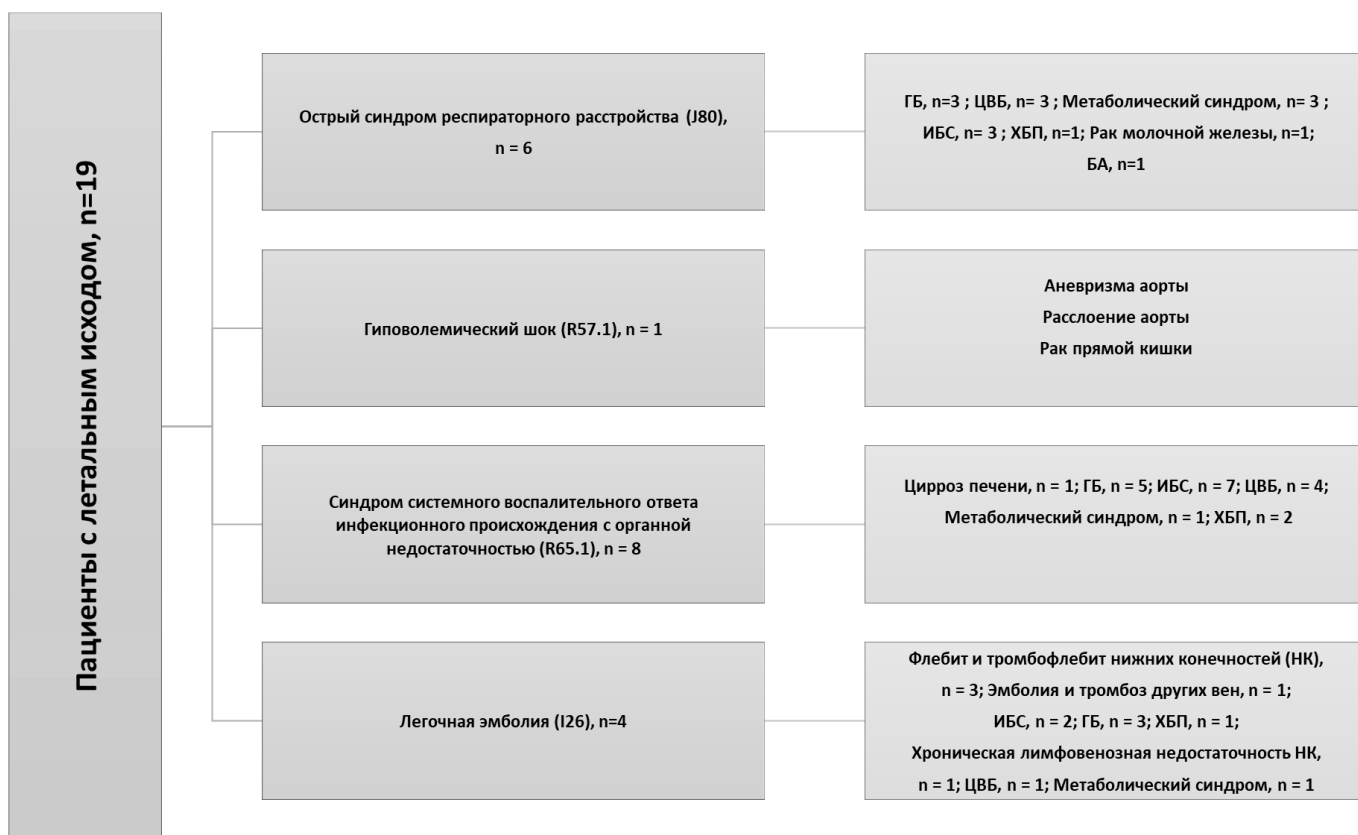 Пациенты с летальным исходом, n=19
Острый синдром респираторного расстройства (J80),
n = 6
ГБ, n=3 ; ЦВБ, n= 3 ; Метаболический синдром, n= 3 ;
ИБС, n= 3 ; ХБП, n=1; Рак молочной железы, n=1;
БА, n=1
Гиповолемический шок (R57.1), n = 1
Аневризма аорты
Расслоение аорты
Рак прямой кишки
Синдром системного воспалительного ответа
инфекционного происхождения с органной
недостаточностью (R65.1), n = 8
Цирроз печени, n = 1; ГБ, n = 5; ИБС, n = 7; ЦВБ, n = 4;
Метаболический синдром, n = 1; ХБП, n = 2
Легочная эмболия (I26), n=4
Флебит и тромбофлебит нижних конечностей (НК),
n = 3; Эмболия и тромбоз других вен, n = 1;
ИБС, n = 2; ГБ, n = 3; ХБП, n = 1;
Хроническая лимфовенозная недостаточность НК,
n = 1; ЦВБ, n = 1; Метаболический синдром, n = 1